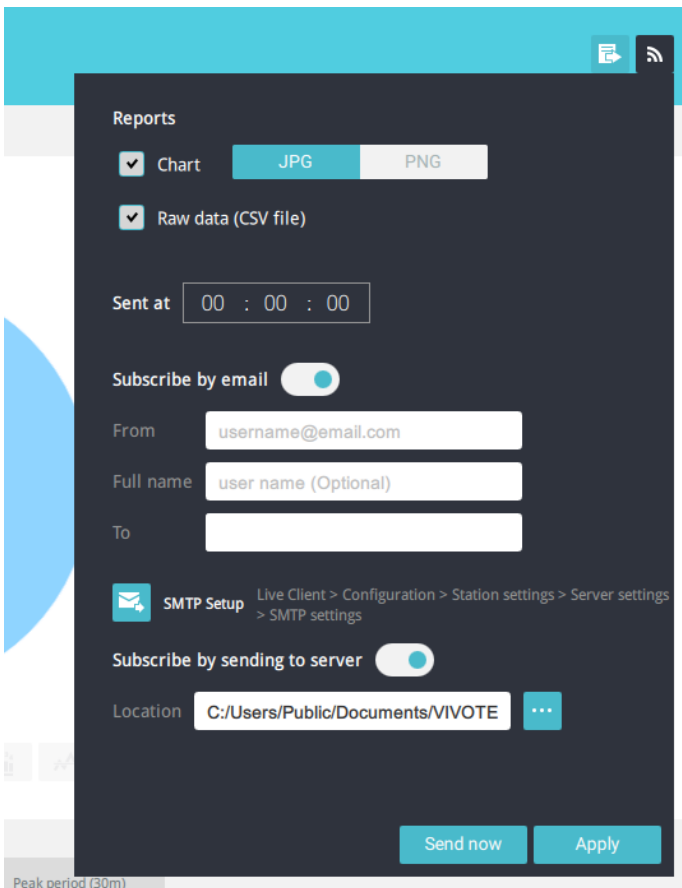 Reports
Chart
JPG
PNG
Raw data (CSV file)
Sent at
00 : 00 : 00
Subscribe by email
From
username@email.com
Full name
user name (Optional)
To
SMTP Setup
Live Client > Configuration > Station settings > Server settings
> SMTP settings
Subscribe by sending to server
Location
C:/Users/Public/Documents/VIVOTE
...
Send now
Apply
Peak period (30m)